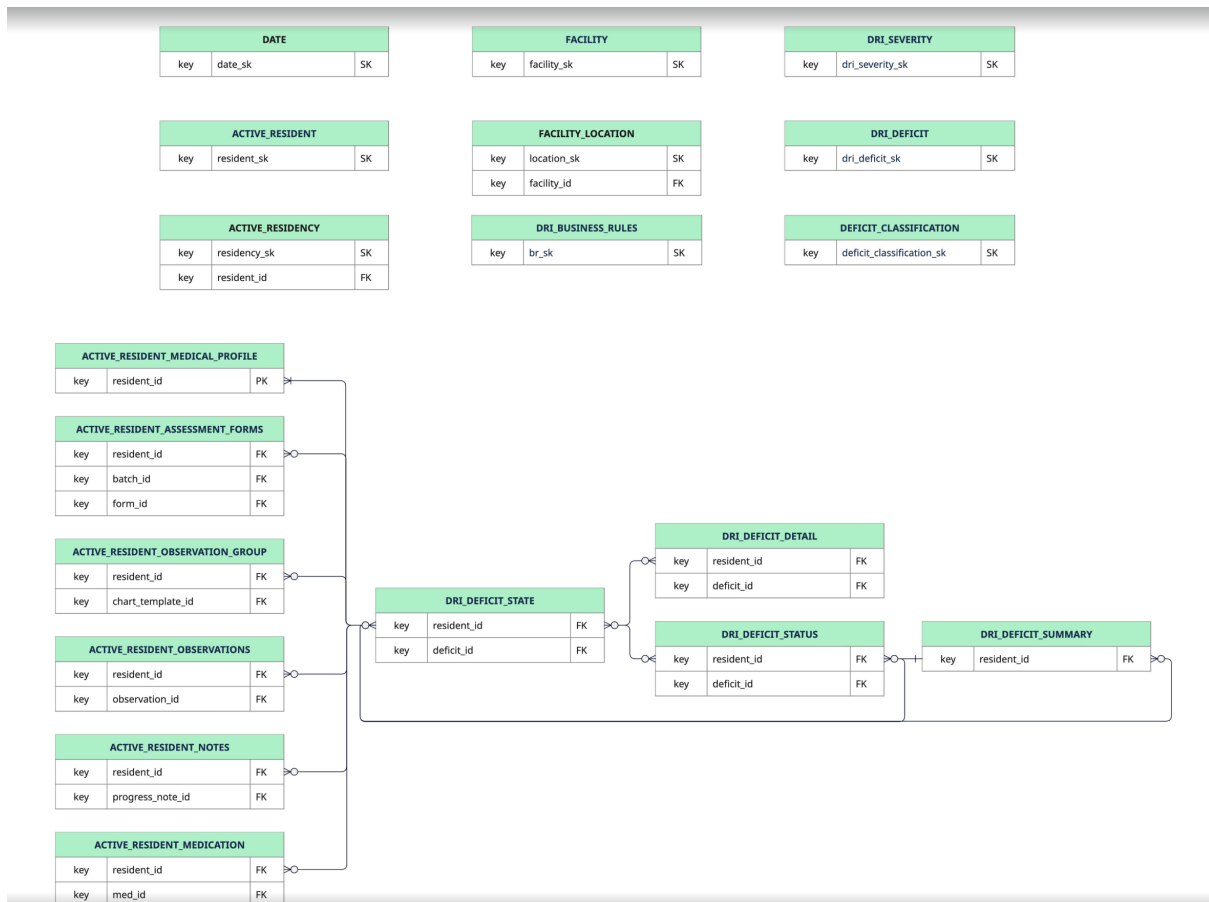 DATE
key date_sk SK
FACILITY
key facility_sk SK
DRI_SEVERITY
key dri_severity_sk SK
ACTIVE_RESIDENT
key resident_sk SK
FACILITY_LOCATION
key location_sk SK
key facility_id FK
DRI_DEFICIT
key dri_deficit_sk SK
ACTIVE_RESIDENCY
key residency_sk SK
key resident_id FK
DRI_BUSINESS_RULES
key br_sk SK
DEFICIT_CLASSIFICATION
key deficit_classification_sk SK
ACTIVE_RESIDENT_MEDICAL_PROFILE
key resident_id PK
ACTIVE_RESIDENT_ASSESSMENT_FORMS
key resident_id FK
key batch_id FK
key form_id FK
ACTIVE_RESIDENT_OBSERVATION_GROUP
key resident_id FK
key chart_template_id FK
ACTIVE_RESIDENT_OBSERVATIONS
key resident_id FK
key observation_id FK
ACTIVE_RESIDENT_NOTES
key resident_id FK
key progress_note_id FK
ACTIVE_RESIDENT_MEDICATION
key resident_id FK
key med_id FK
DRI_DEFICIT_STATE
key resident_id FK
key deficit_id FK
DRI_DEFICIT_DETAIL
key resident_id FK
key deficit_id FK
DRI_DEFICIT_STATUS
key resident_id FK
key deficit_id FK
DRI_DEFICIT_SUMMARY
key resident_id FK